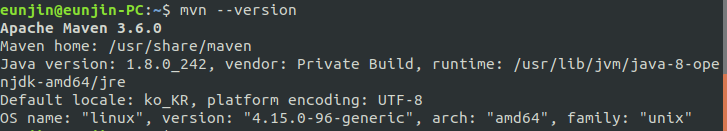 eunjin@eunjin-PC:~$ mvn --version
Apache Maven 3.6.0
Maven home: /usr/share/maven
Java version: 1.8.0_242, vendor: Private Build, runtime: /usr/lib/jvm/java-8-ope
njdk-amd64/jre
Default locale: ko_KR, platform encoding: UTF-8
OS name: "linux", version: "4.15.0-96-generic", arch: "amd64", family: "unix"